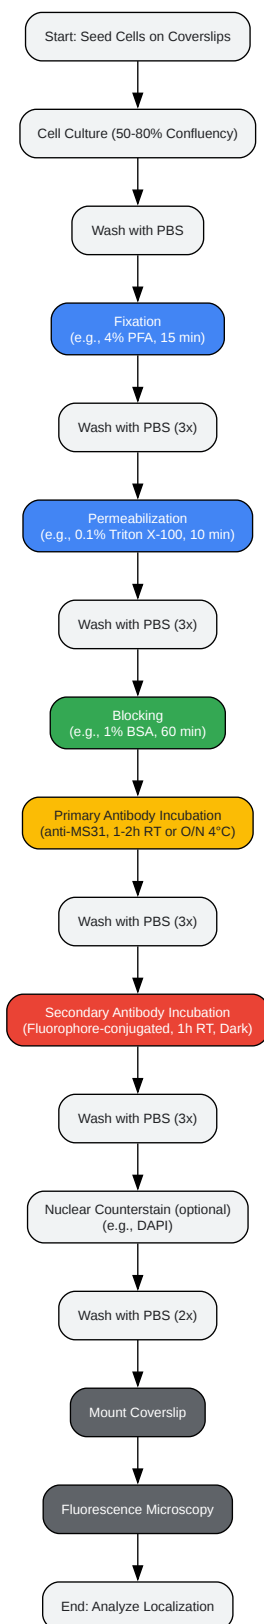 Start: Seed Cells on Coverslips
Cell Culture (50-80% Confluency)
Wash with PBS
Fixation
(e.g., 4% PFA, 15 min)
Wash with PBS (3x)
Permeabilization
(e.g., 0.1% Triton X-100, 10 min)
Wash with PBS (3x)
Blocking
(e.g., 1% BSA, 60 min)
Primary Antibody Incubation
(anti-MS31, 1-2h RT or O/N 4°C)
Wash with PBS (3x)
Secondary Antibody Incubation
(Fluorophore-conjugated, 1h RT, Dark)
Wash with PBS (3x)
Nuclear Counterstain (optional)
(e.g., DAPI)
Wash with PBS (2x)
Mount Coverslip
Fluorescence Microscopy
End: Analyze Localization